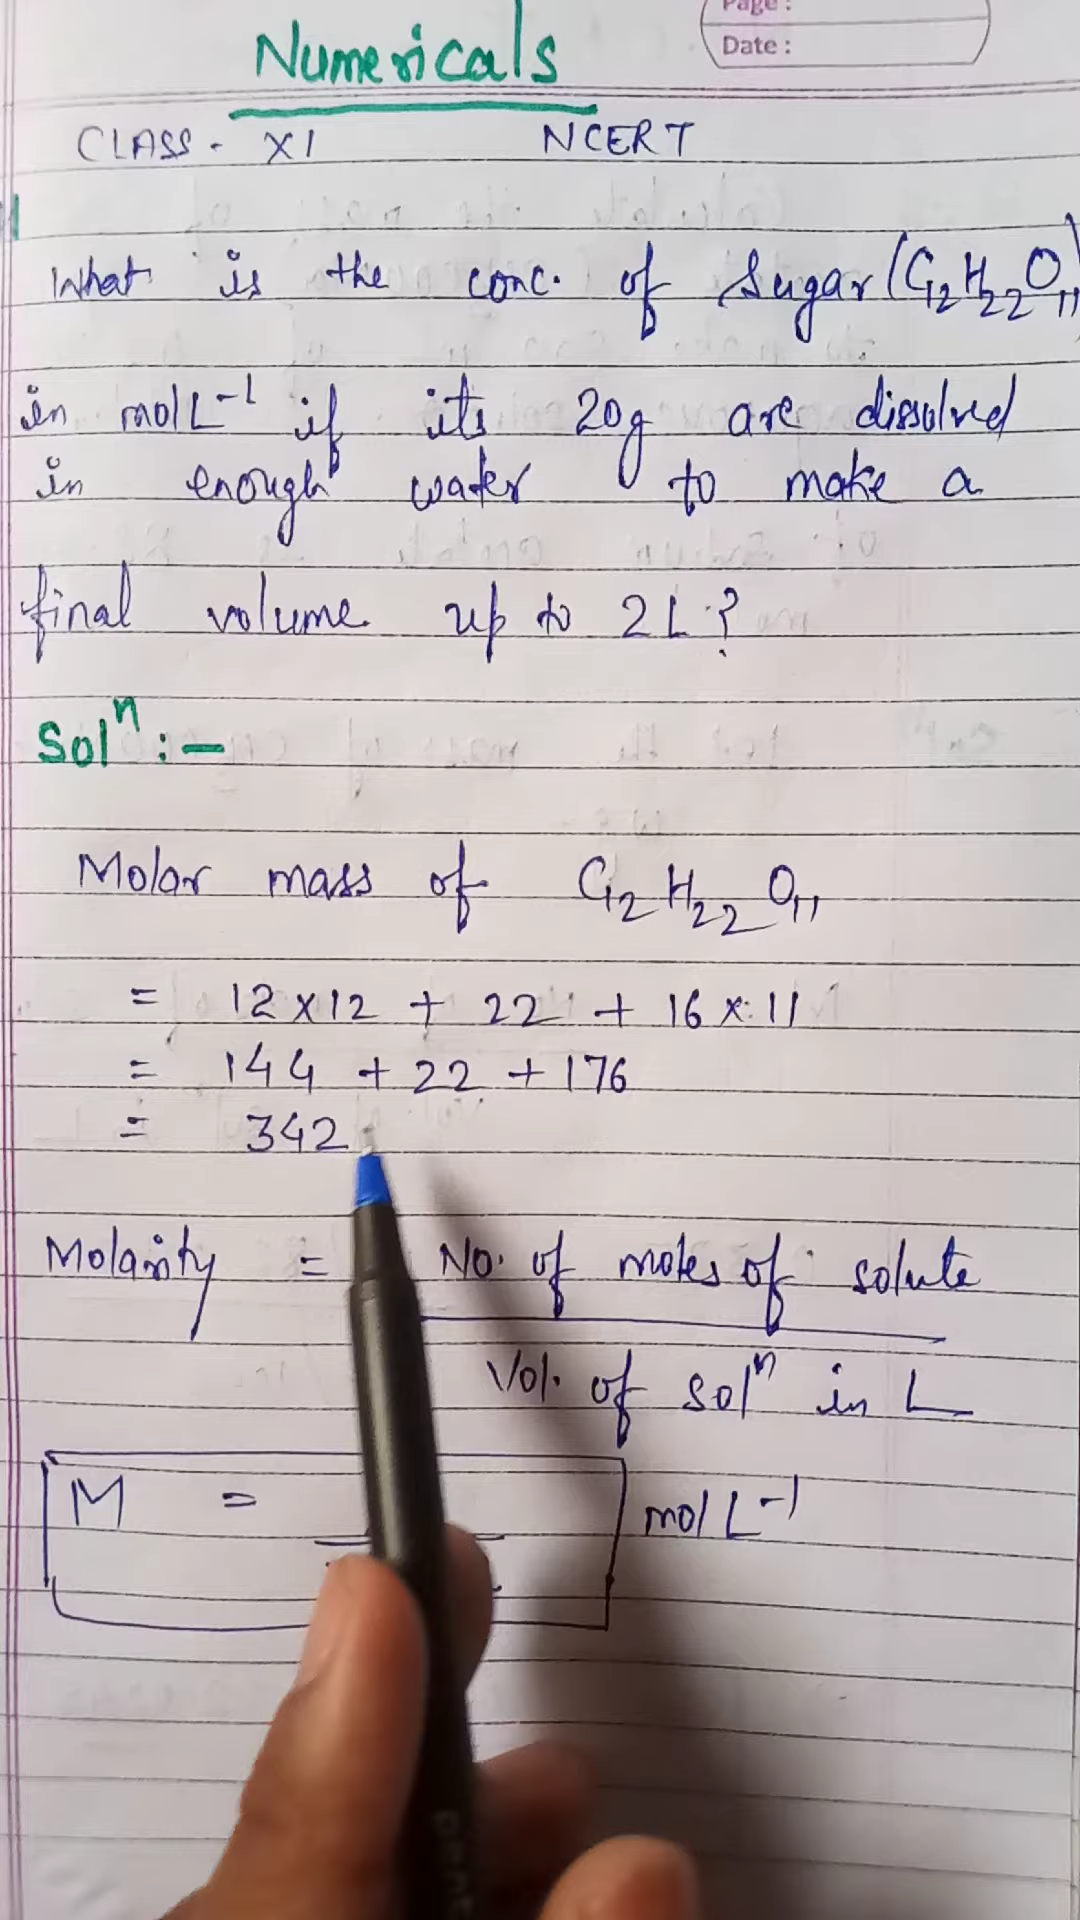 Page :
Date :
Numericals
CLASS - XI NCERT
What is the conc. of Sugar (C12H22O11)
in mol L-1 if its 20g are dissolved
in enough water to make a
final volume up to 2L ?
Soln :-
Molar mass of C12H22O11
= 12 x 12 + 22 + 16 x 11
= 144 + 22 + 176
= 342
Molarity = No. of moles of solute
Vol. of soln in L
M = mol L-1